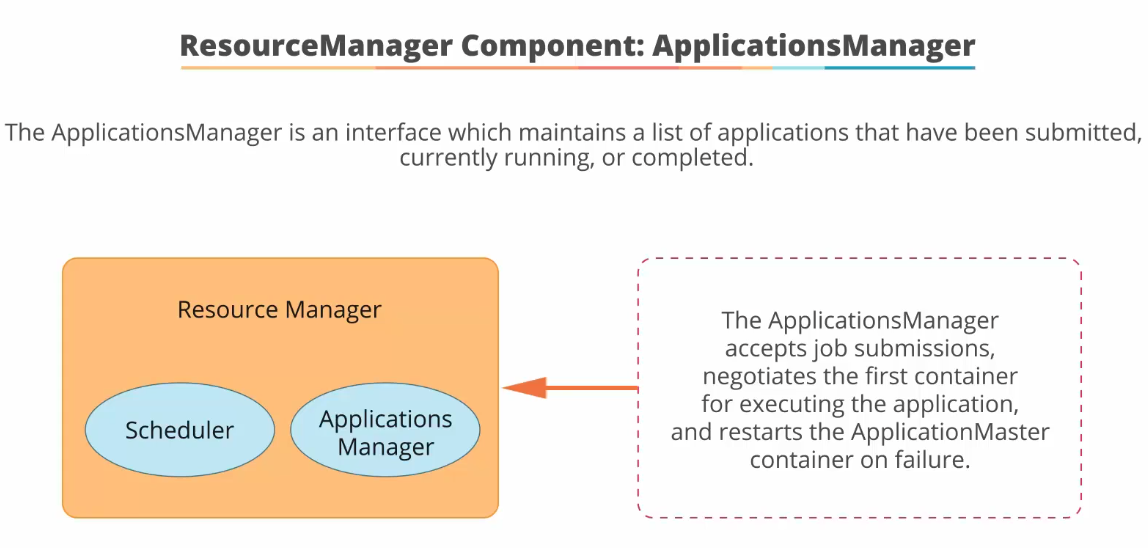 ResourceManager Component: ApplicationsManager
The ApplicationsManager is an interface which maintains a list of applications that have been submitted,
currently running, or completed.
Resource Manager
Scheduler
Applications
Manager
The ApplicationsManager
accepts job submissions,
negotiates the first container
for executing the application,
and restarts the ApplicationMaster
container on failure.